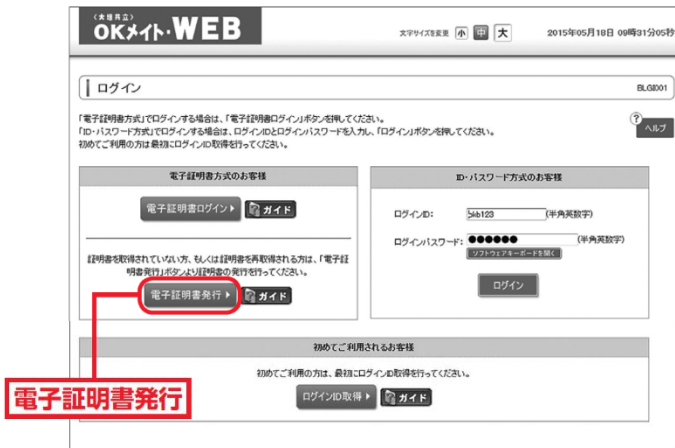 （大垣共立）
OKメイト・WEB
文字サイズを変更 小 中 大 2015年05月18日 09時31分05秒
ログイン BLGI001
「電子証明書方式」でログインする場合は、「電子証明書ログイン」ボタンを押してください。
「ID・パスワード方式」でログインする場合は、ログインIDとログインパスワードを入力し、「ログイン」ボタンを押してください。
初めてご利用の方は最初にログインID取得を行ってください。
? ヘルプ
電子証明書方式のお客様
電子証明書ログイン ガイド
証明書を取得されていない方、もしくは証明書を再取得される方は、「電子証
明書発行」ボタンより証明書の発行を行ってください。
電子証明書発行 ガイド
ID・パスワード方式のお客様
ログインID: okb123 (半角英数字)
ログインパスワード: ●●●●●● (半角英数字)
ソフトウェアキーボードを開く
ログイン
初めてご利用されるお客様
初めてご利用の方は、最初にログインID取得を行ってください。
ログインID取得 ガイド
電子証明書発行